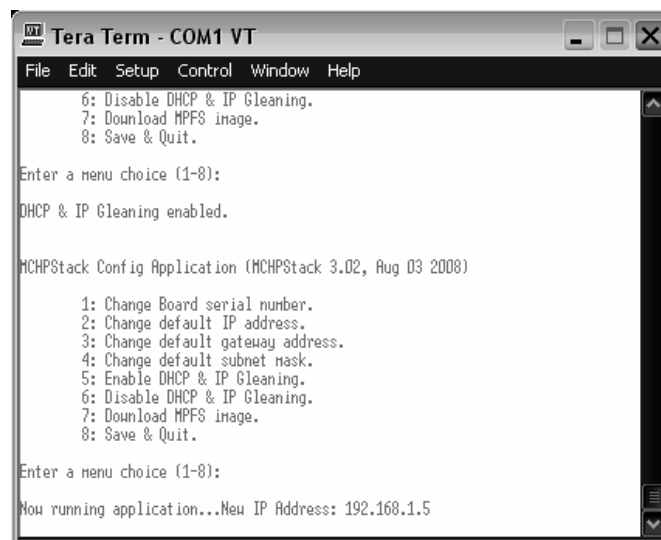 Tera Term - COM1 VT
File Edit Setup Control Window Help
6: Disable DHCP & IP Gleaning.
7: Download MPFS image.
8: Save & Quit.
Enter a menu choice (1-8):
DHCP & IP Gleaning enabled.
MCHPStack Config Application (MCHPStack 3.02, Aug 03 2008)
1: Change Board serial number.
2: Change default IP address.
3: Change default gateway address.
4: Change default subnet mask.
5: Enable DHCP & IP Gleaning.
6: Disable DHCP & IP Gleaning.
7: Download MPFS image.
8: Save & Quit.
Enter a menu choice (1-8):
Now running application...New IP Address: 192.168.1.5